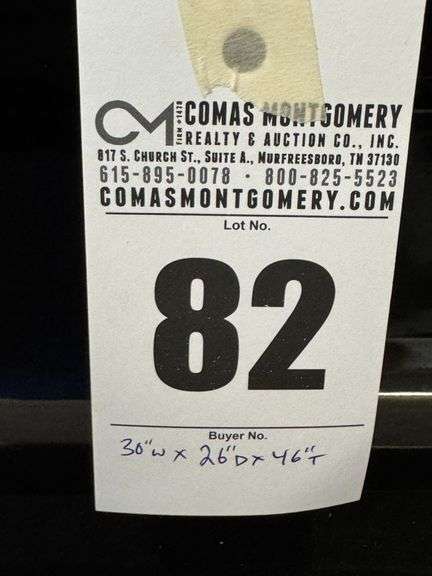 CM FIRM #1478
COMAS MONTGOMERY
REALTY & AUCTION CO., INC.
817 S. CHURCH ST., SUITE A., MURFREESBORO, TN 37130
615-895-0078 • 800-825-5523
COMASMONTGOMERY.COM
Lot No.
82
Buyer No.
30"W x 26"D x 46"T